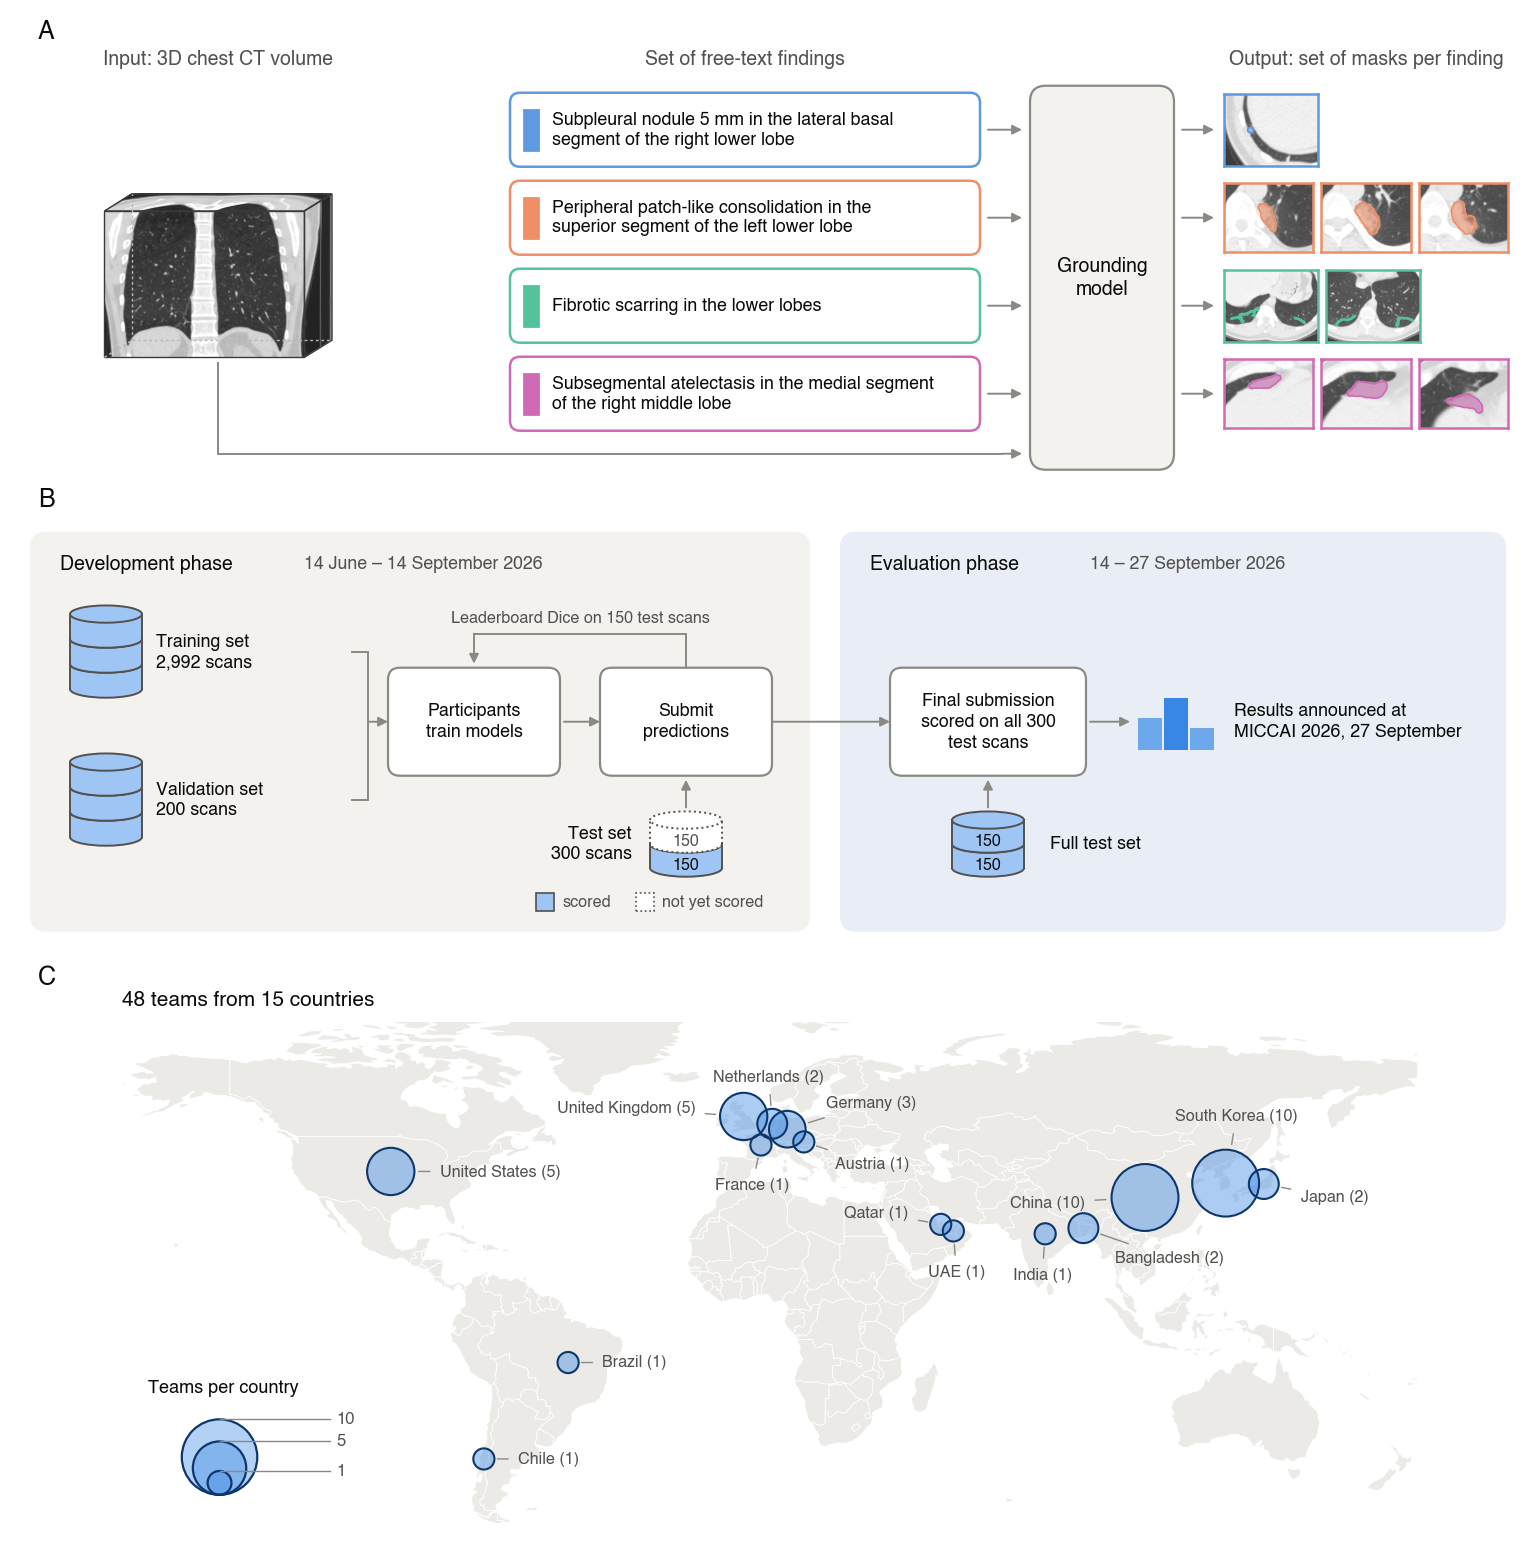 A
Input: 3D chest CT volume
Set of free-text findings
Output: set of masks per finding
Subpleural nodule 5 mm in the lateral basal
segment of the right lower lobe
Peripheral patch-like consolidation in the
superior segment of the left lower lobe
Fibrotic scarring in the lower lobes
Subsegmental atelectasis in the medial segment
of the right middle lobe
Grounding
model
B
Development phase
14 June – 14 September 2026
Training set
2,992 scans
Validation set
200 scans
Leaderboard Dice on 150 test scans
Participants
train models
Submit
predictions
Test set
300 scans
150
150
scored
not yet scored
Evaluation phase
14 – 27 September 2026
Final submission
scored on all 300
test scans
Results announced at
MICCAI 2026, 27 September
150
150
Full test set
C
48 teams from 15 countries
Netherlands (2)
United Kingdom (5)
Germany (3)
South Korea (10)
Austria (1)
United States (5)
France (1)
Japan (2)
China (10)
Qatar (1)
Bangladesh (2)
UAE (1)
India (1)
Brazil (1)
Chile (1)
Teams per country
10
5
1